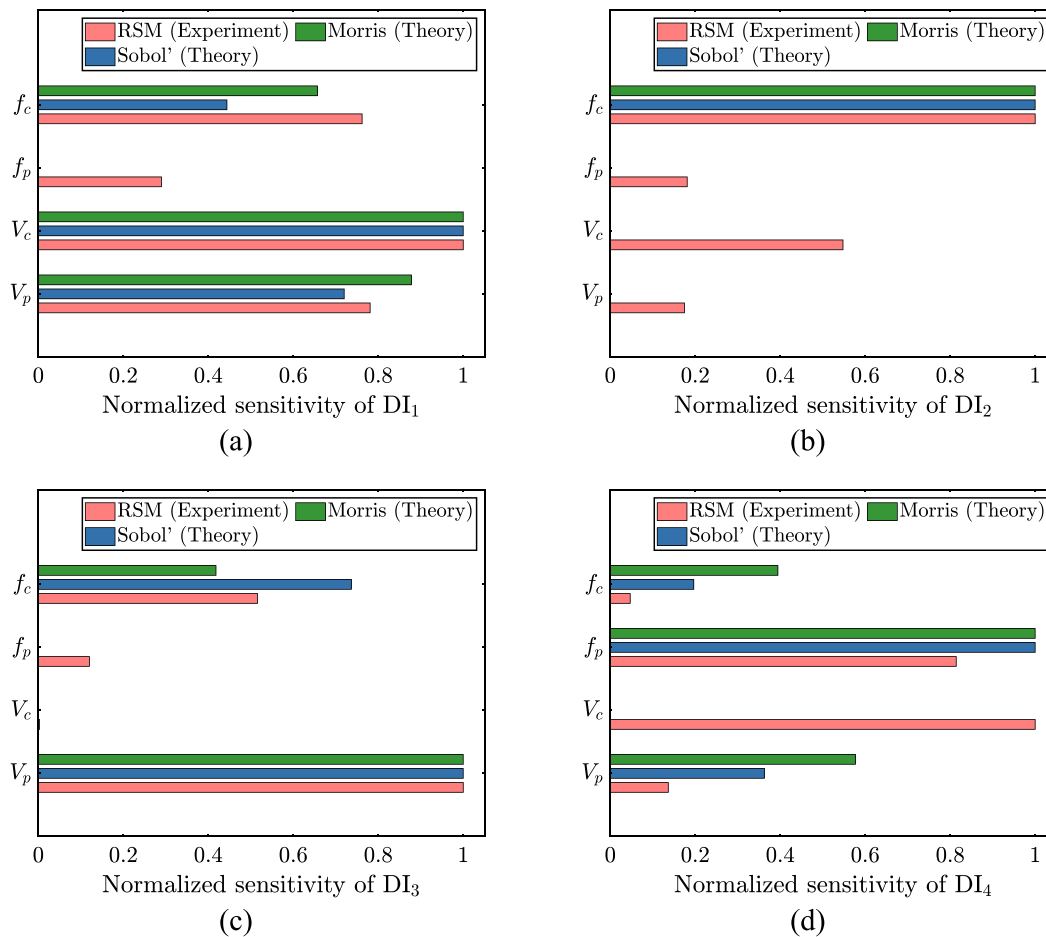 RSM (Experiment) Morris (Theory)
Sobol' (Theory)
f_c
f_p
V_c
V_p
0 0.2 0.4 0.6 0.8 1
Normalized sensitivity of DI₁
(a)
RSM (Experiment) Morris (Theory)
Sobol' (Theory)
f_c
f_p
V_c
V_p
0 0.2 0.4 0.6 0.8 1
Normalized sensitivity of DI₂
(b)
RSM (Experiment) Morris (Theory)
Sobol' (Theory)
f_c
f_p
V_c
V_p
0 0.2 0.4 0.6 0.8 1
Normalized sensitivity of DI₃
(c)
RSM (Experiment) Morris (Theory)
Sobol' (Theory)
f_c
f_p
V_c
V_p
0 0.2 0.4 0.6 0.8 1
Normalized sensitivity of DI₄
(d)